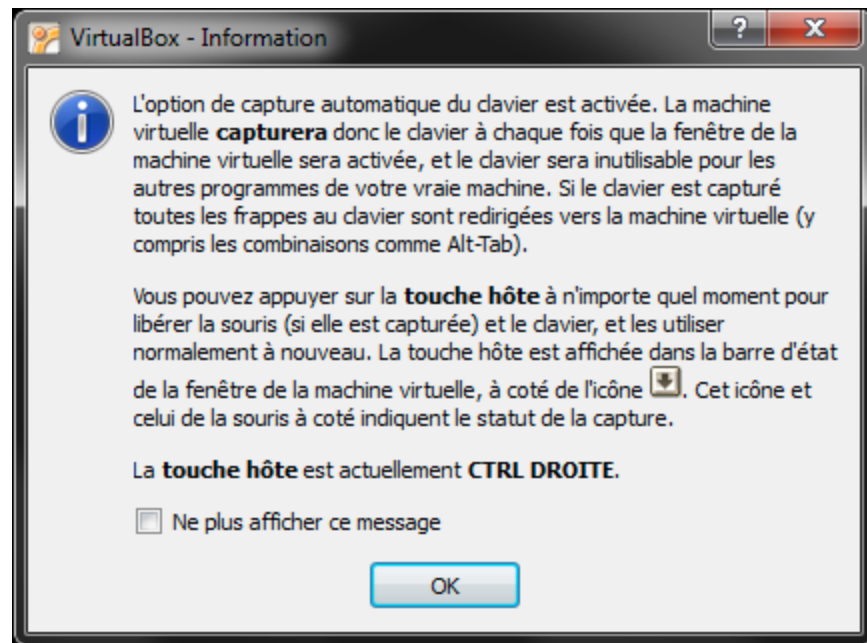 VirtualBox - Information
L'option de capture automatique du clavier est activée. La machine
virtuelle capturera donc le clavier à chaque fois que la fenêtre de la
machine virtuelle sera activée, et le clavier sera inutilisable pour les
autres programmes de votre vraie machine. Si le clavier est capturé
toutes les frappes au clavier sont redirigées vers la machine virtuelle (y
compris les combinaisons comme Alt-Tab).
Vous pouvez appuyer sur la touche hôte à n'importe quel moment pour
libérer la souris (si elle est capturée) et le clavier, et les utiliser
normalement à nouveau. La touche hôte est affichée dans la barre d'état
de la fenêtre de la machine virtuelle, à coté de l'icône . Cet icône et
celui de la souris à coté indiquent le statut de la capture.
La touche hôte est actuellement CTRL DROITE.
Ne plus afficher ce message
OK